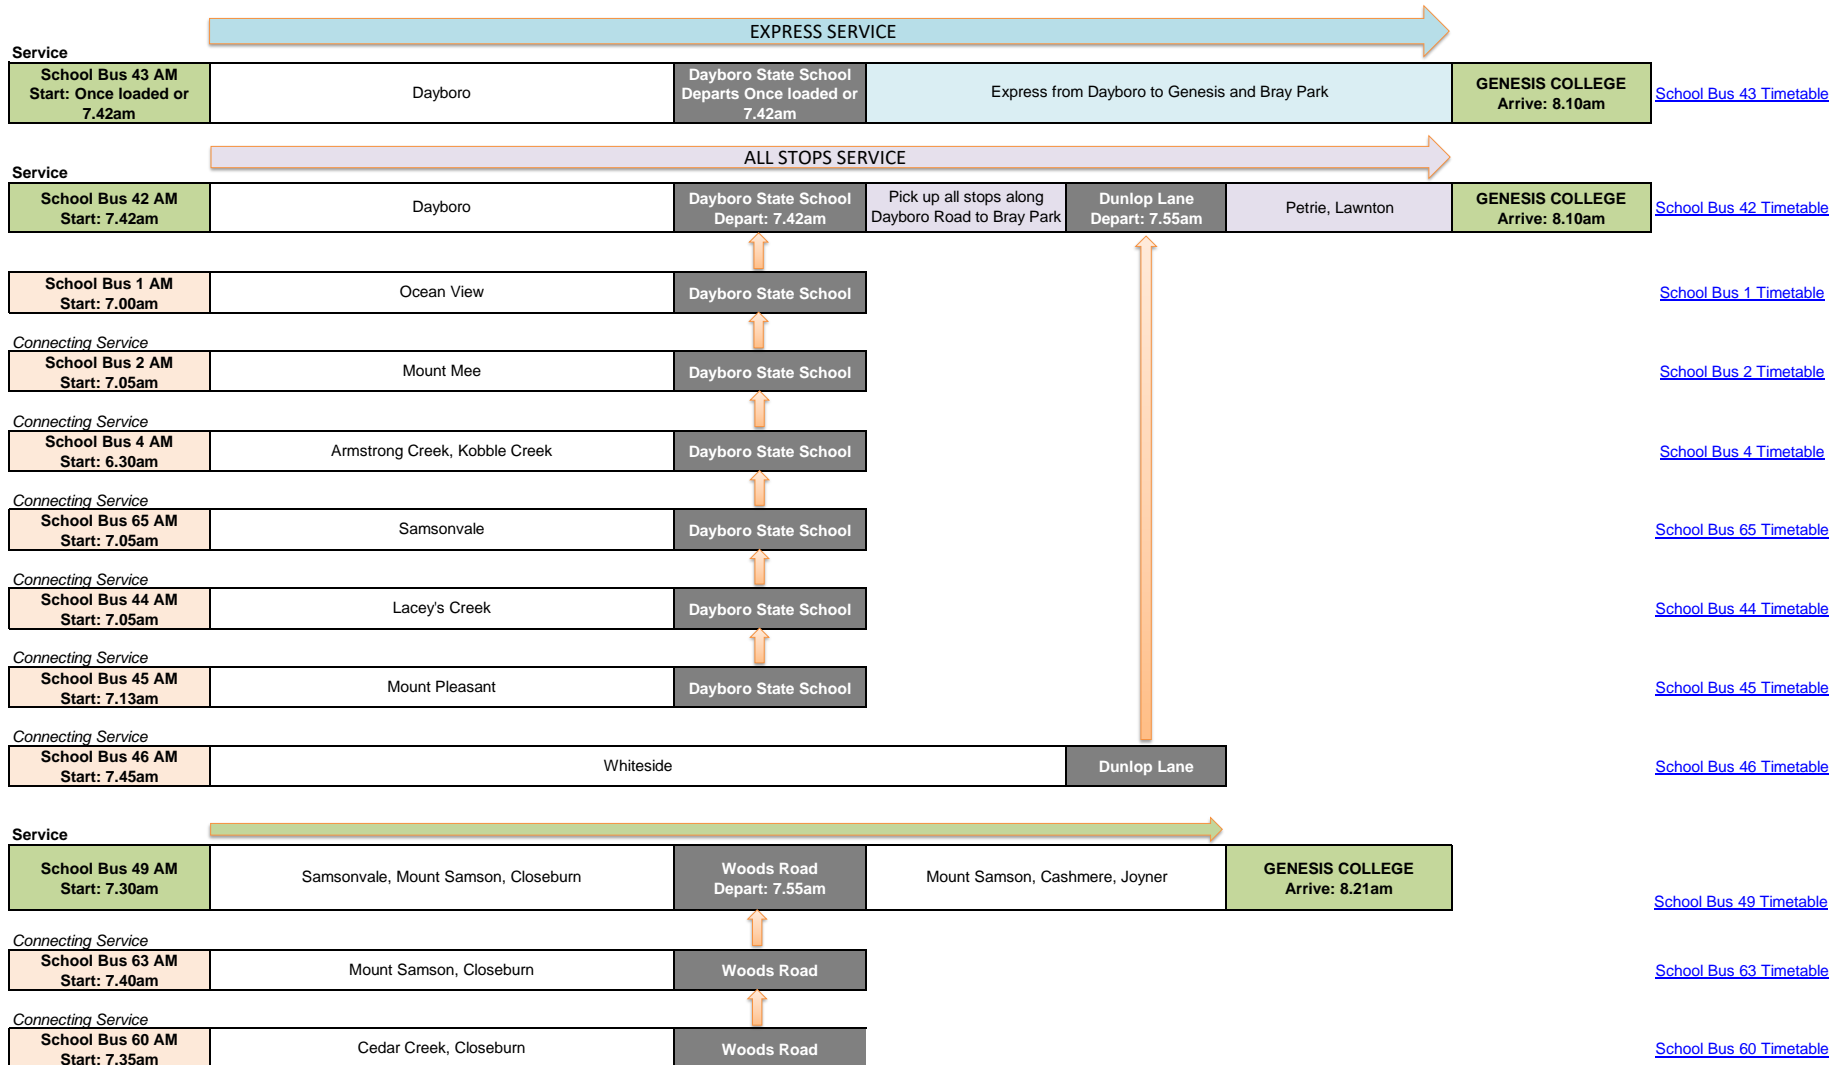 EXPRESS SERVICE
Service
School Bus 43 AM
Start: Once loaded or
7.42am
Dayboro
Dayboro State School
Departs Once loaded or
7.42am
Express from Dayboro to Genesis and Bray Park
GENESIS COLLEGE
Arrive: 8.10am
School Bus 43 Timetable
ALL STOPS SERVICE
Service
School Bus 42 AM
Start: 7.42am
Dayboro
Dayboro State School
Depart: 7.42am
Pick up all stops along
Dayboro Road to Bray Park
Dunlop Lane
Depart: 7.55am
Petrie, Lawnton
GENESIS COLLEGE
Arrive: 8.10am
School Bus 42 Timetable
School Bus 1 AM
Start: 7.00am
Ocean View
Dayboro State School
School Bus 1 Timetable
Connecting Service
School Bus 2 AM
Start: 7.05am
Mount Mee
Dayboro State School
School Bus 2 Timetable
Connecting Service
School Bus 4 AM
Start: 6.30am
Armstrong Creek, Kobble Creek
Dayboro State School
School Bus 4 Timetable
Connecting Service
School Bus 65 AM
Start: 7.05am
Samsonvale
Dayboro State School
School Bus 65 Timetable
Connecting Service
School Bus 44 AM
Start: 7.05am
Lacey's Creek
Dayboro State School
School Bus 44 Timetable
Connecting Service
School Bus 45 AM
Start: 7.13am
Mount Pleasant
Dayboro State School
School Bus 45 Timetable
Connecting Service
School Bus 46 AM
Start: 7.45am
Whiteside
Dunlop Lane
School Bus 46 Timetable
Service
School Bus 49 AM
Start: 7.30am
Samsonvale, Mount Samson, Closeburn
Woods Road
Depart: 7.55am
Mount Samson, Cashmere, Joyner
GENESIS COLLEGE
Arrive: 8.21am
School Bus 49 Timetable
Connecting Service
School Bus 63 AM
Start: 7.40am
Mount Samson, Closeburn
Woods Road
School Bus 63 Timetable
Connecting Service
School Bus 60 AM
Start: 7.35am
Cedar Creek, Closeburn
Woods Road
School Bus 60 Timetable